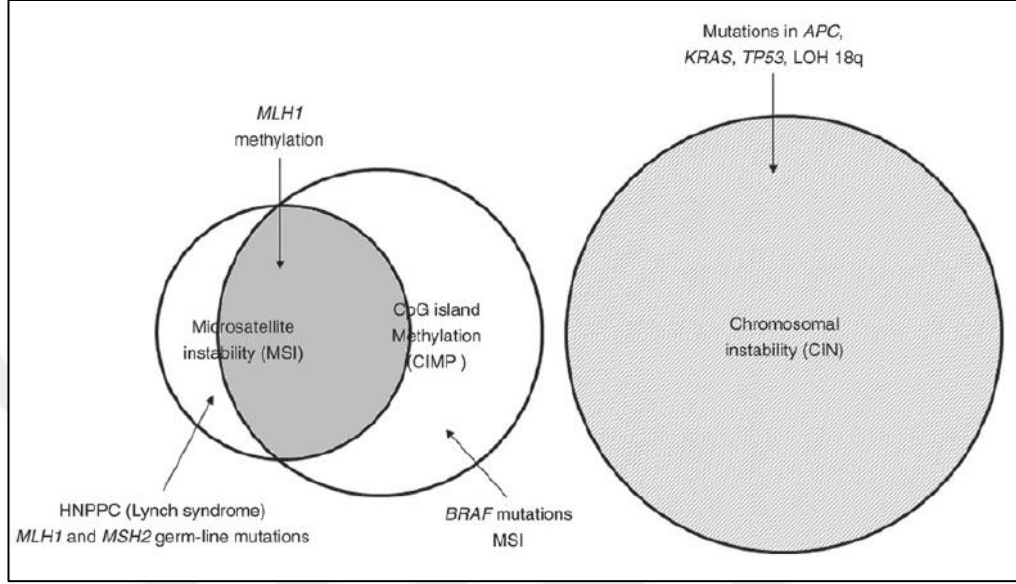 Mutations in APC,
KRAS, TP53, LOH 18q
MLH1
methylation
Microsatellite
instability (MSI)
CpG island
Methylation
(CIMP )
Chromosomal
instability (CIN)
HNPPC (Lynch syndrome)
MLH1 and MSH2 germ-line mutations
BRAF mutations
MSI